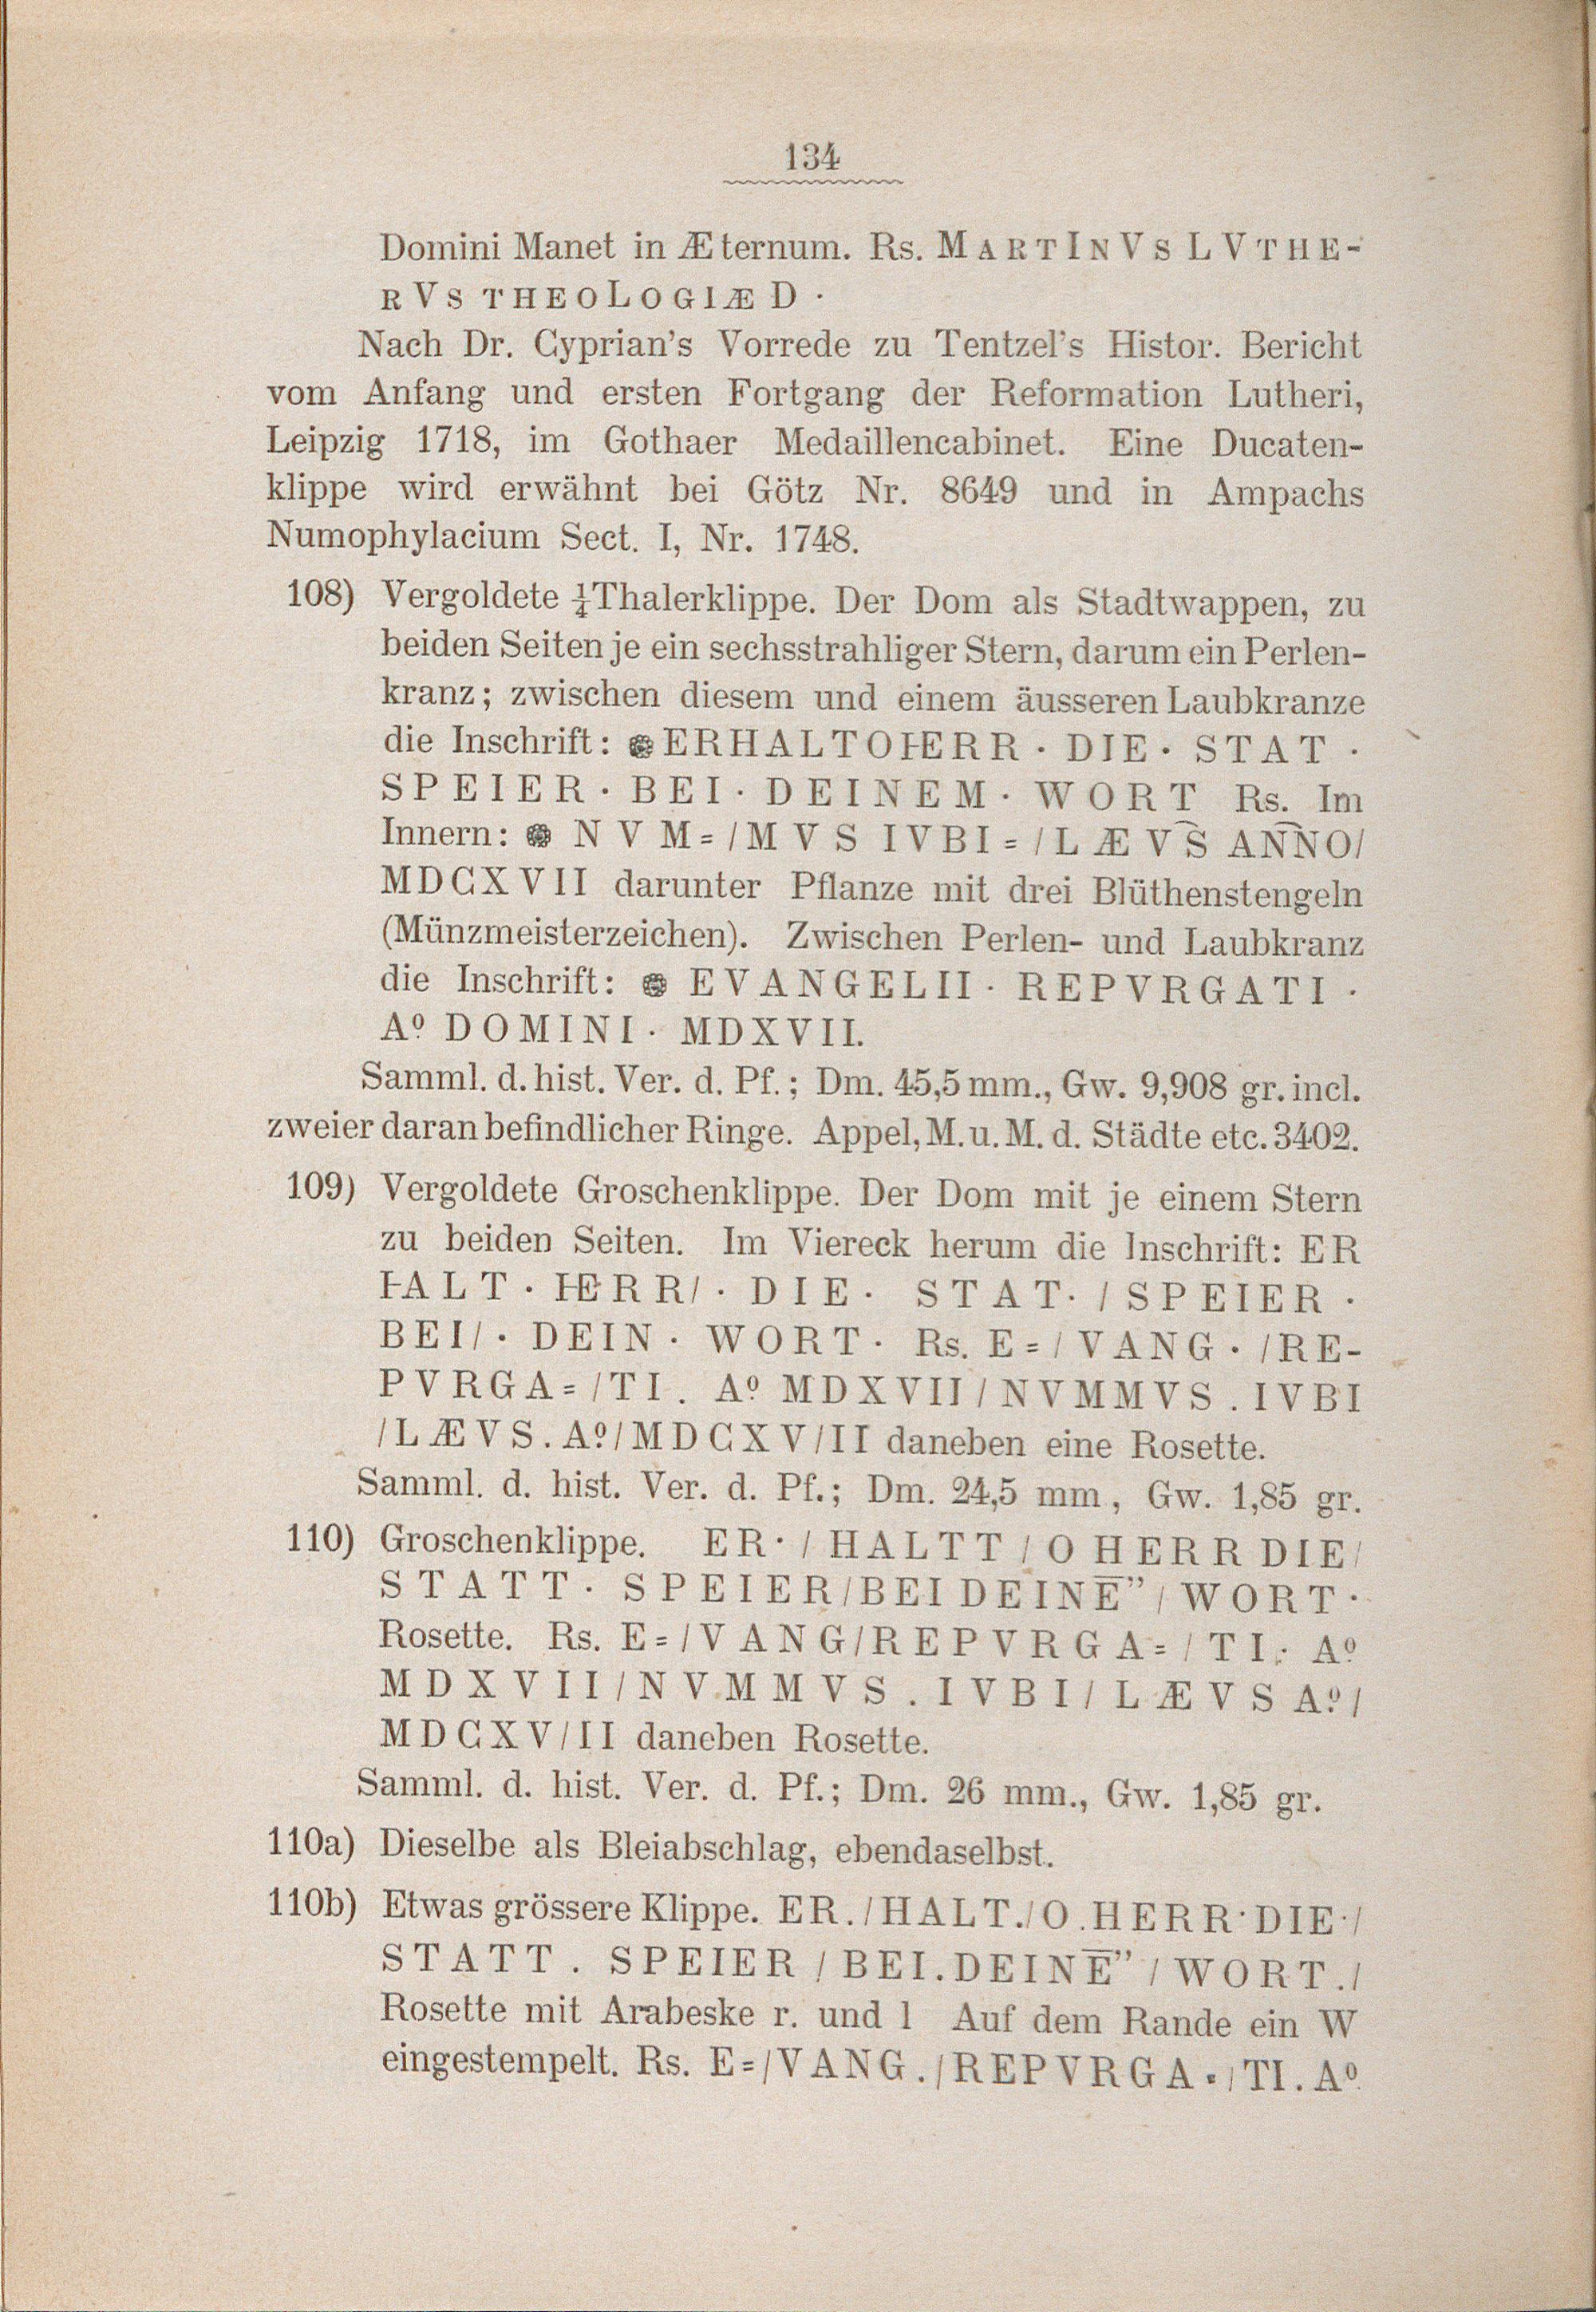 134
Domini Manet in Æternum. Rs. MARTINVS LVTHE-
RVS THEOLOGIÆ D ·
Nach Dr. Cyprian's Vorrede zu Tentzel's Histor. Bericht
vom Anfang und ersten Fortgang der Reformation Lutheri,
Leipzig 1718, im Gothaer Medaillencabinet. Eine Ducaten-
klippe wird erwähnt bei Götz Nr. 8649 und in Ampachs
Numophylacium Sect. I, Nr. 1748.
108) Vergoldete ¼Thalerklippe. Der Dom als Stadtwappen, zu
beiden Seiten je ein sechsstrahliger Stern, darum ein Perlen-
kranz; zwischen diesem und einem äusseren Laubkranze
die Inschrift: ERHALTOHERR · DIE · STAT ·
SPEIER · BEI · DEINEM · WORT Rs. Im
Innern: NVM=/MVS IVBI=/LÆVS ANNO/
MDCXVII darunter Pflanze mit drei Blüthenstengeln
(Münzmeisterzeichen). Zwischen Perlen- und Laubkranz
die Inschrift: EVANGELII · REPVRGATI ·
Aº DOMINI · MDXVII.
Samml. d. hist. Ver. d. Pf.; Dm. 45,5 mm., Gw. 9,908 gr. incl.
zweier daran befindlicher Ringe. Appel, M. u. M. d. Städte etc. 3402.
109) Vergoldete Groschenklippe. Der Dom mit je einem Stern
zu beiden Seiten. Im Viereck herum die Inschrift: ER
HALT · HERR/ · DIE · STAT · / SPEIER ·
BEI/ · DEIN · WORT · Rs. E=/VANG · /RE-
PVRGA=/TI . Aº MDXVII/NVMMVS . IVBI
/LÆVS . Aº/MDCXV/II daneben eine Rosette.
Samml. d. hist. Ver. d. Pf.; Dm. 24,5 mm, Gw. 1,85 gr.
110) Groschenklippe. ER · / HALTT / O HERR DIE/
STATT · SPEIER/BEI DEINE̅”/WORT ·
Rosette. Rs. E=/VANG/REPVRGA=/TI · Aº
MDXVII/NVMMVS . IVBI/LÆVS Aº/
MDCXV/II daneben Rosette.
Samml. d. hist. Ver. d. Pf.; Dm. 26 mm., Gw. 1,85 gr.
110a) Dieselbe als Bleiabschlag, ebendaselbst.
110b) Etwas grössere Klippe. ER./HALT./O.HERR·DIE·/
STATT . SPEIER / BEI.DEINE̅”/WORT./
Rosette mit Arabeske r. und l Auf dem Rande ein W
eingestempelt. Rs. E=/VANG./REPVRGA=/TI. Aº